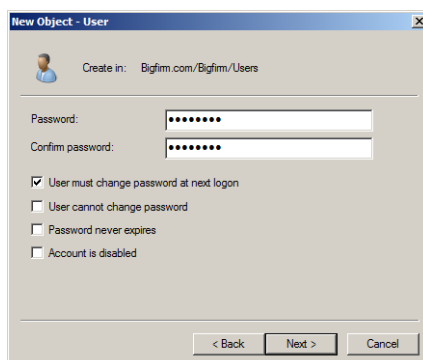 New Object - User
Create in: Bigfirm.com/Bigfirm/Users
Password: ••••••••
Confirm password: ••••••••
User must change password at next logon
User cannot change password
Password never expires
Account is disabled
< Back Next > Cancel